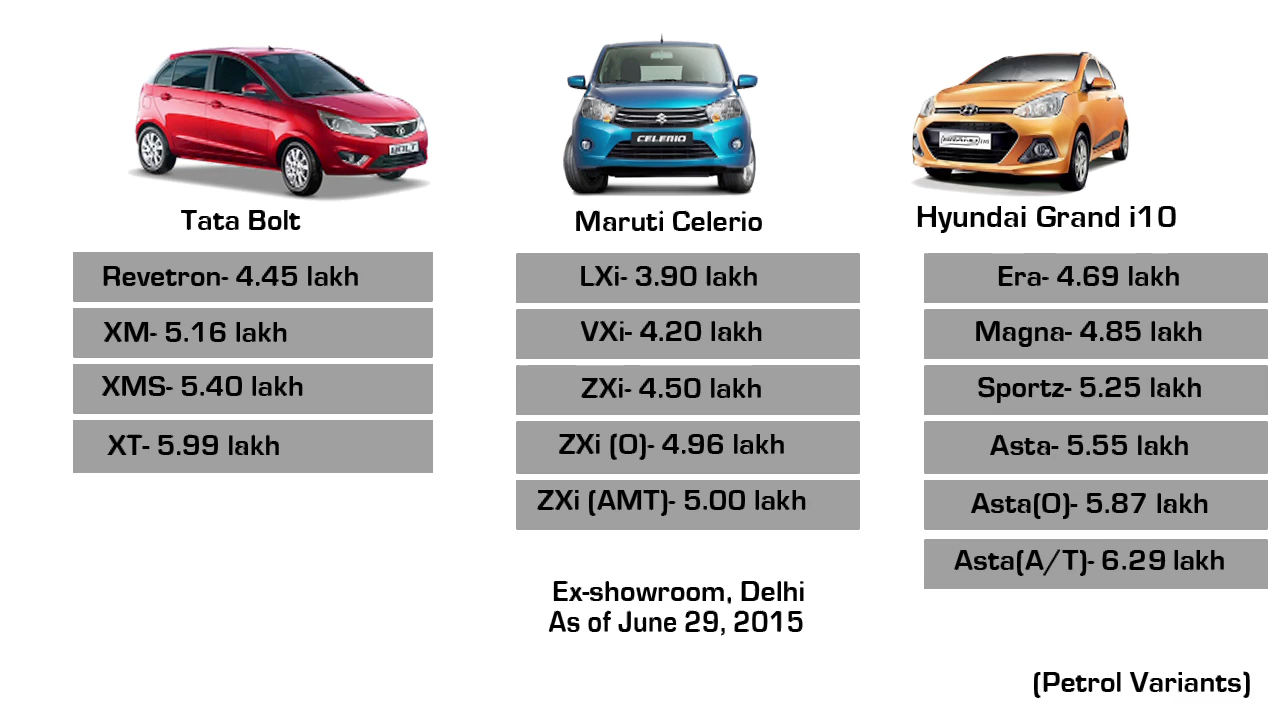 BOLT
CELERIO
Tata Bolt
Maruti Celerio
Hyundai Grand i10
Revetron- 4.45 lakh
XM- 5.16 lakh
XMS- 5.40 lakh
XT- 5.99 lakh
LXi- 3.90 lakh
VXi- 4.20 lakh
ZXi- 4.50 lakh
ZXi (O)- 4.96 lakh
ZXi (AMT)- 5.00 lakh
Era- 4.69 lakh
Magna- 4.85 lakh
Sportz- 5.25 lakh
Asta- 5.55 lakh
Asta(O)- 5.87 lakh
Asta(A/T)- 6.29 lakh
Ex-showroom, Delhi
As of June 29, 2015
(Petrol Variants)